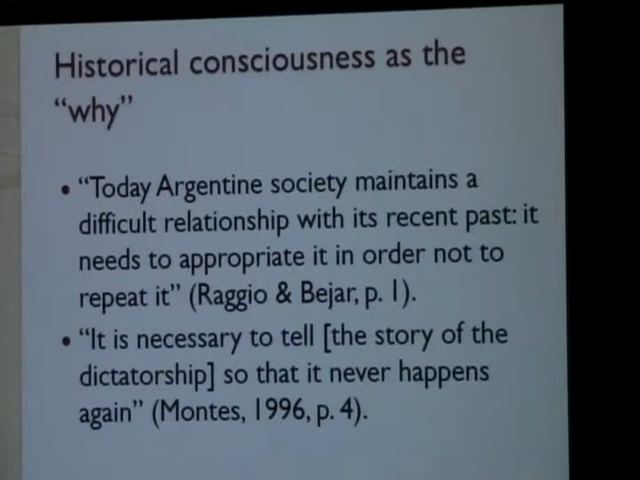 Historical consciousness as the
“why”
• “Today Argentine society maintains a
difficult relationship with its recent past: it
needs to appropriate it in order not to
repeat it” (Raggio & Bejar, p. 1).
• “It is necessary to tell [the story of the
dictatorship] so that it never happens
again” (Montes, 1996, p. 4).